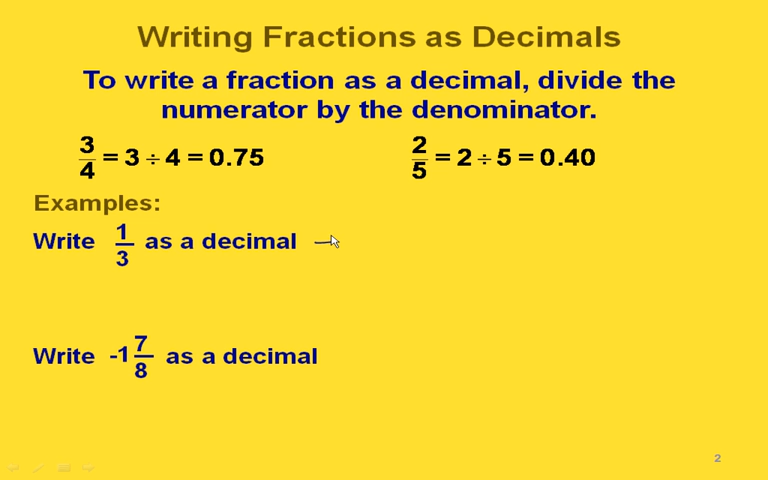 Writing Fractions as Decimals
To write a fraction as a decimal, divide the
numerator by the denominator.
3/4 = 3 ÷ 4 = 0.75
2/5 = 2 ÷ 5 = 0.40
Examples:
Write 1/3 as a decimal
Write -1 7/8 as a decimal
2